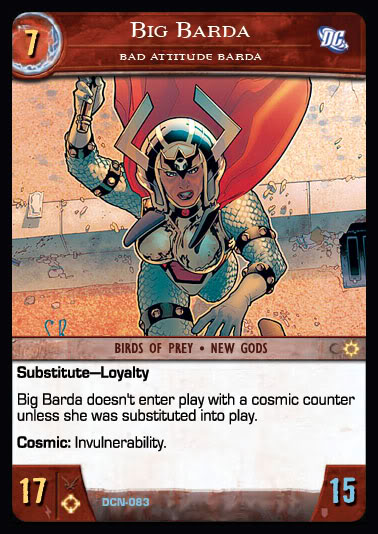 7
BIG BARDA
DC
BAD ATTITUDE BARDA
BIRDS OF PREY • NEW GODS
C
Substitute—Loyalty
Big Barda doesn't enter play with a cosmic counter
unless she was substituted into play.
Cosmic: Invulnerability.
17
DCN-083
15